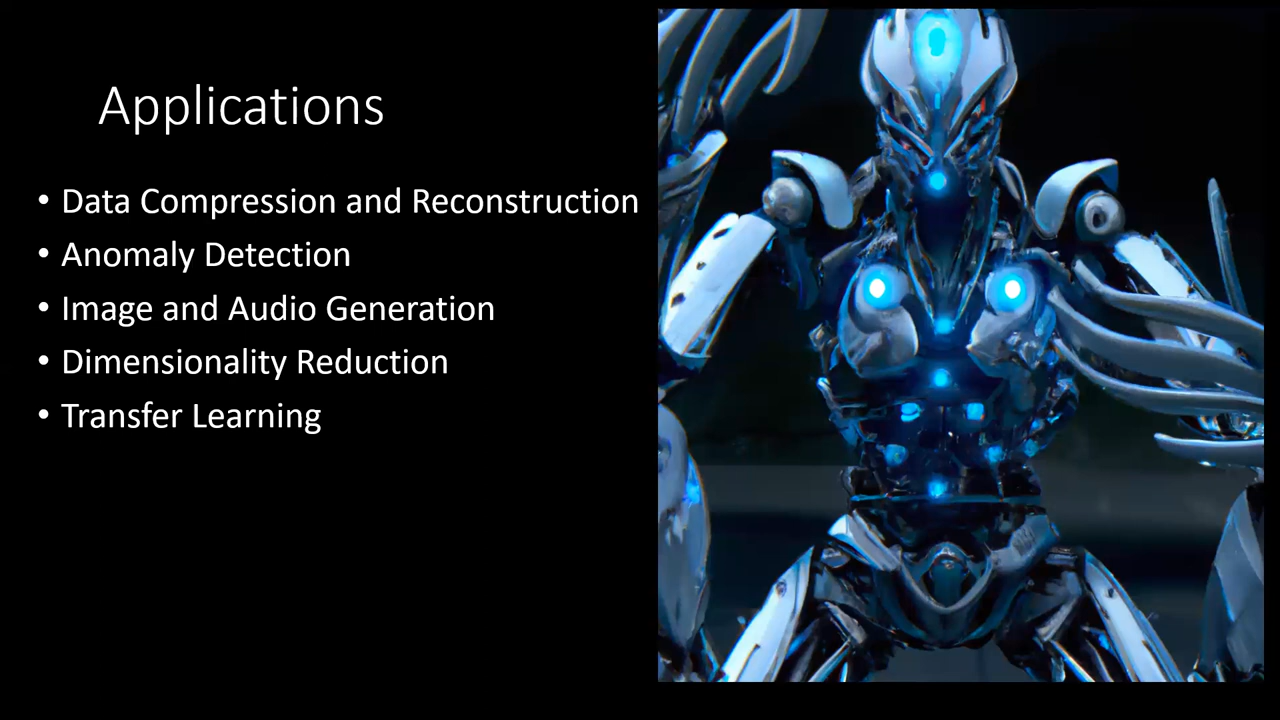 Applications
• Data Compression and Reconstruction
• Anomaly Detection
• Image and Audio Generation
• Dimensionality Reduction
• Transfer Learning